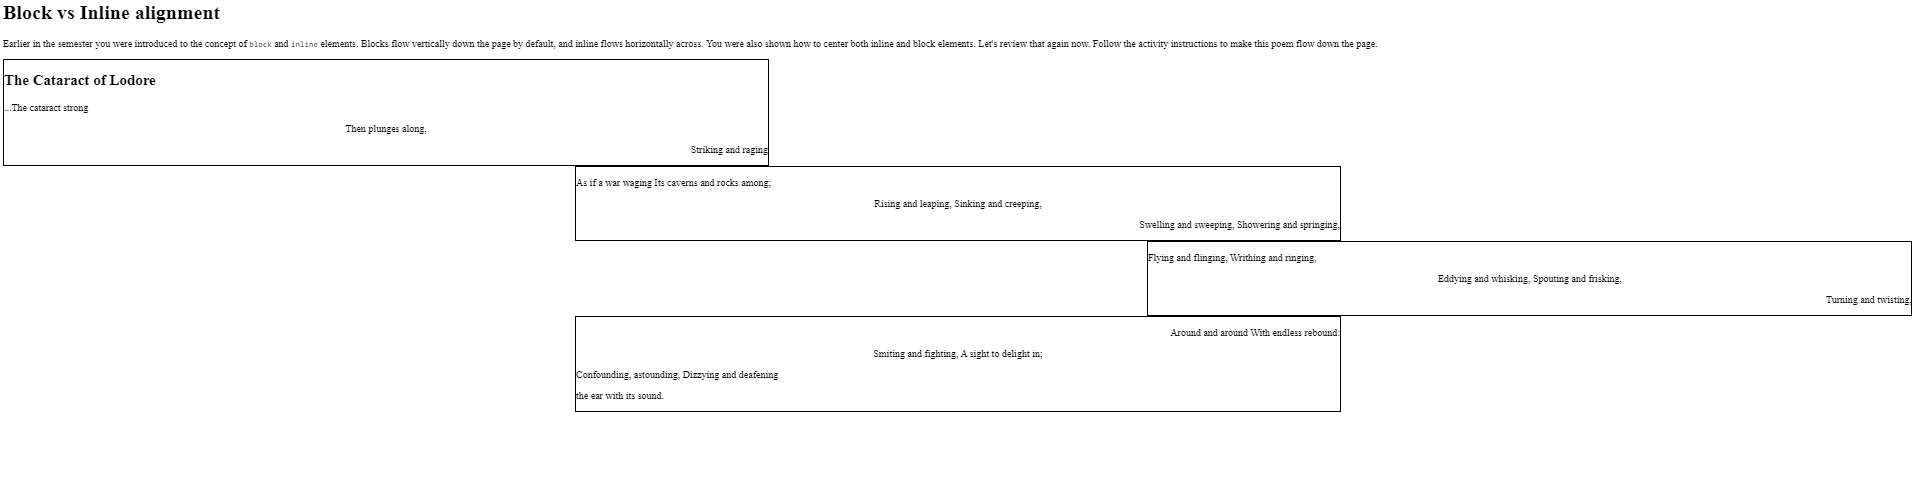 Block vs Inline alignment
Earlier in the semester you were introduced to the concept of block and inline elements. Blocks flow vertically down the page by default, and inline flows horizontally across. You were also shown how to center both inline and block elements. Let's review that again now. Follow the activity instructions to make this poem flow down the page.
The Cataract of Lodore
...The cataract strong
Then plunges along,
Striking and raging
As if a war waging Its caverns and rocks among;
Rising and leaping, Sinking and creeping,
Swelling and sweeping, Showering and springing,
Flying and flinging, Writhing and ringing,
Eddying and whisking, Spouting and frisking,
Turning and twisting,
Around and around With endless rebound:
Smiting and fighting, A sight to delight in;
Confounding, astounding, Dizzying and deafening
the ear with its sound.